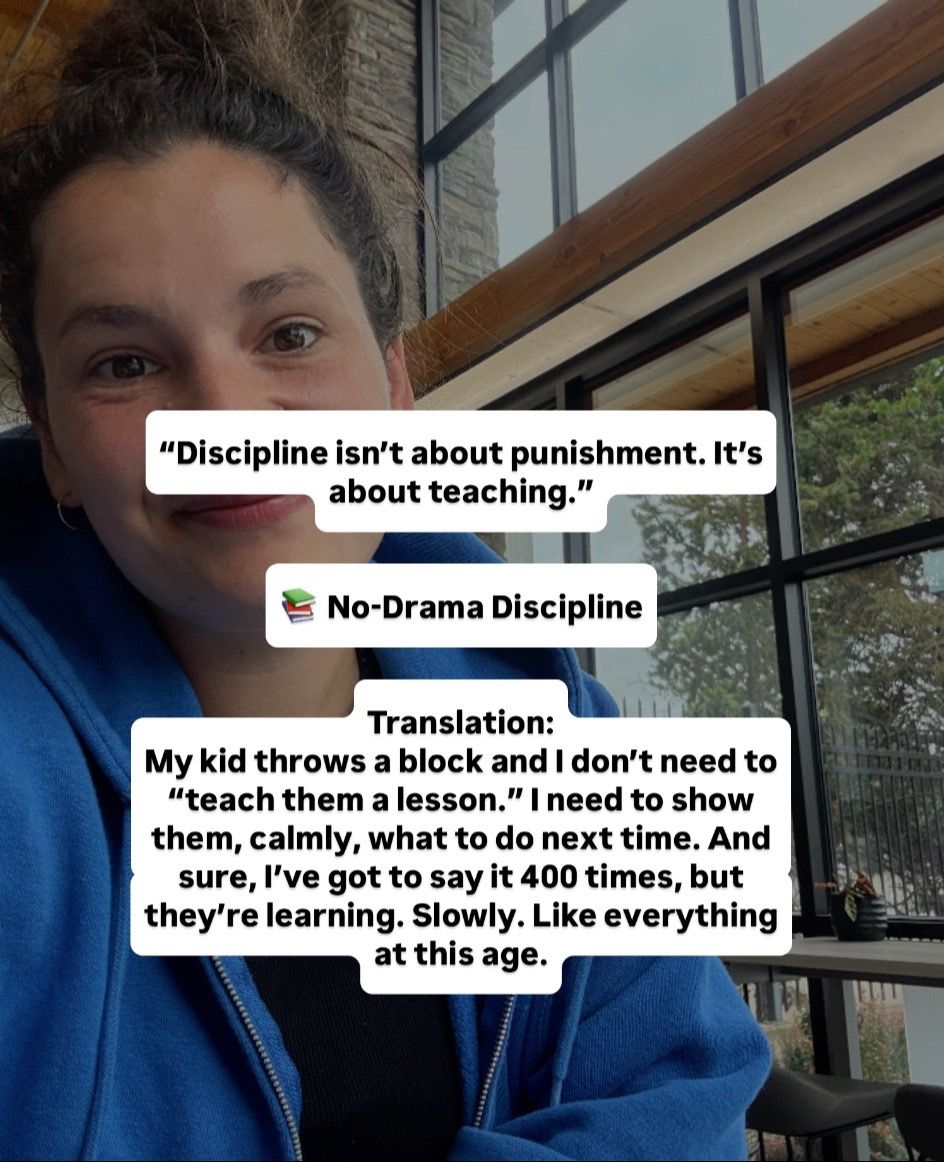 “Discipline isn’t about punishment. It’s
about teaching.”
📚 No-Drama Discipline
Translation:
My kid throws a block and I don’t need to
“teach them a lesson.” I need to show
them, calmly, what to do next time. And
sure, I’ve got to say it 400 times, but
they’re learning. Slowly. Like everything
at this age.